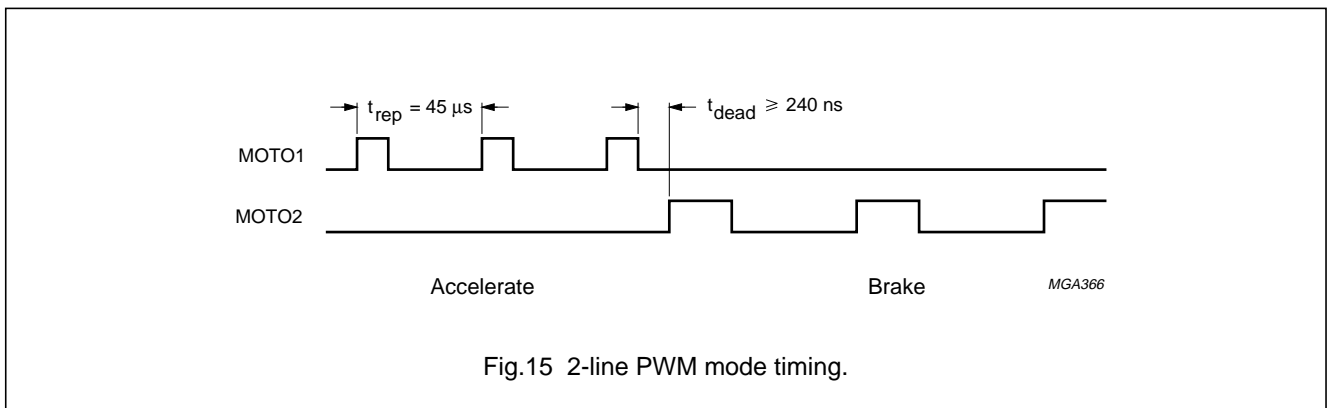 t_rep = 45 μs
t_dead ⩾ 240 ns
MOTO1
MOTO2
Accelerate
Brake
MGA366
Fig.15 2-line PWM mode timing.